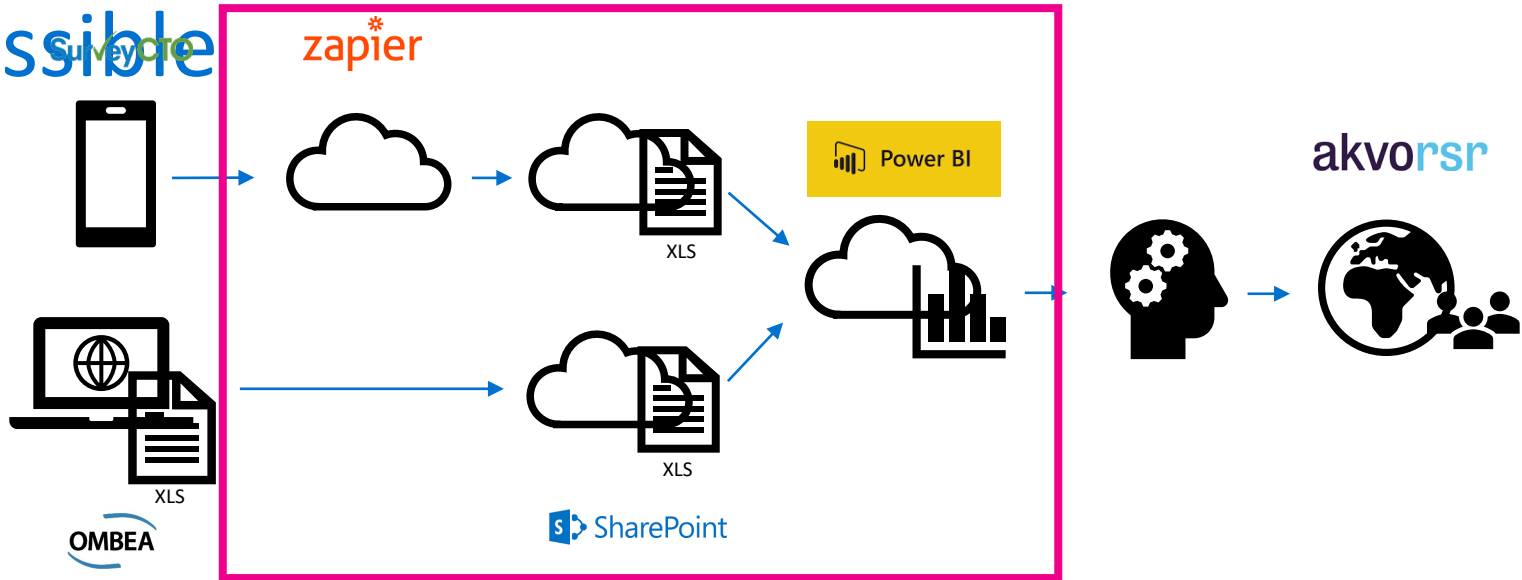 ssible
SurveyCTO
zapier
Power BI
akvorsr
XLS
XLS
XLS
S
SharePoint
OMBEA